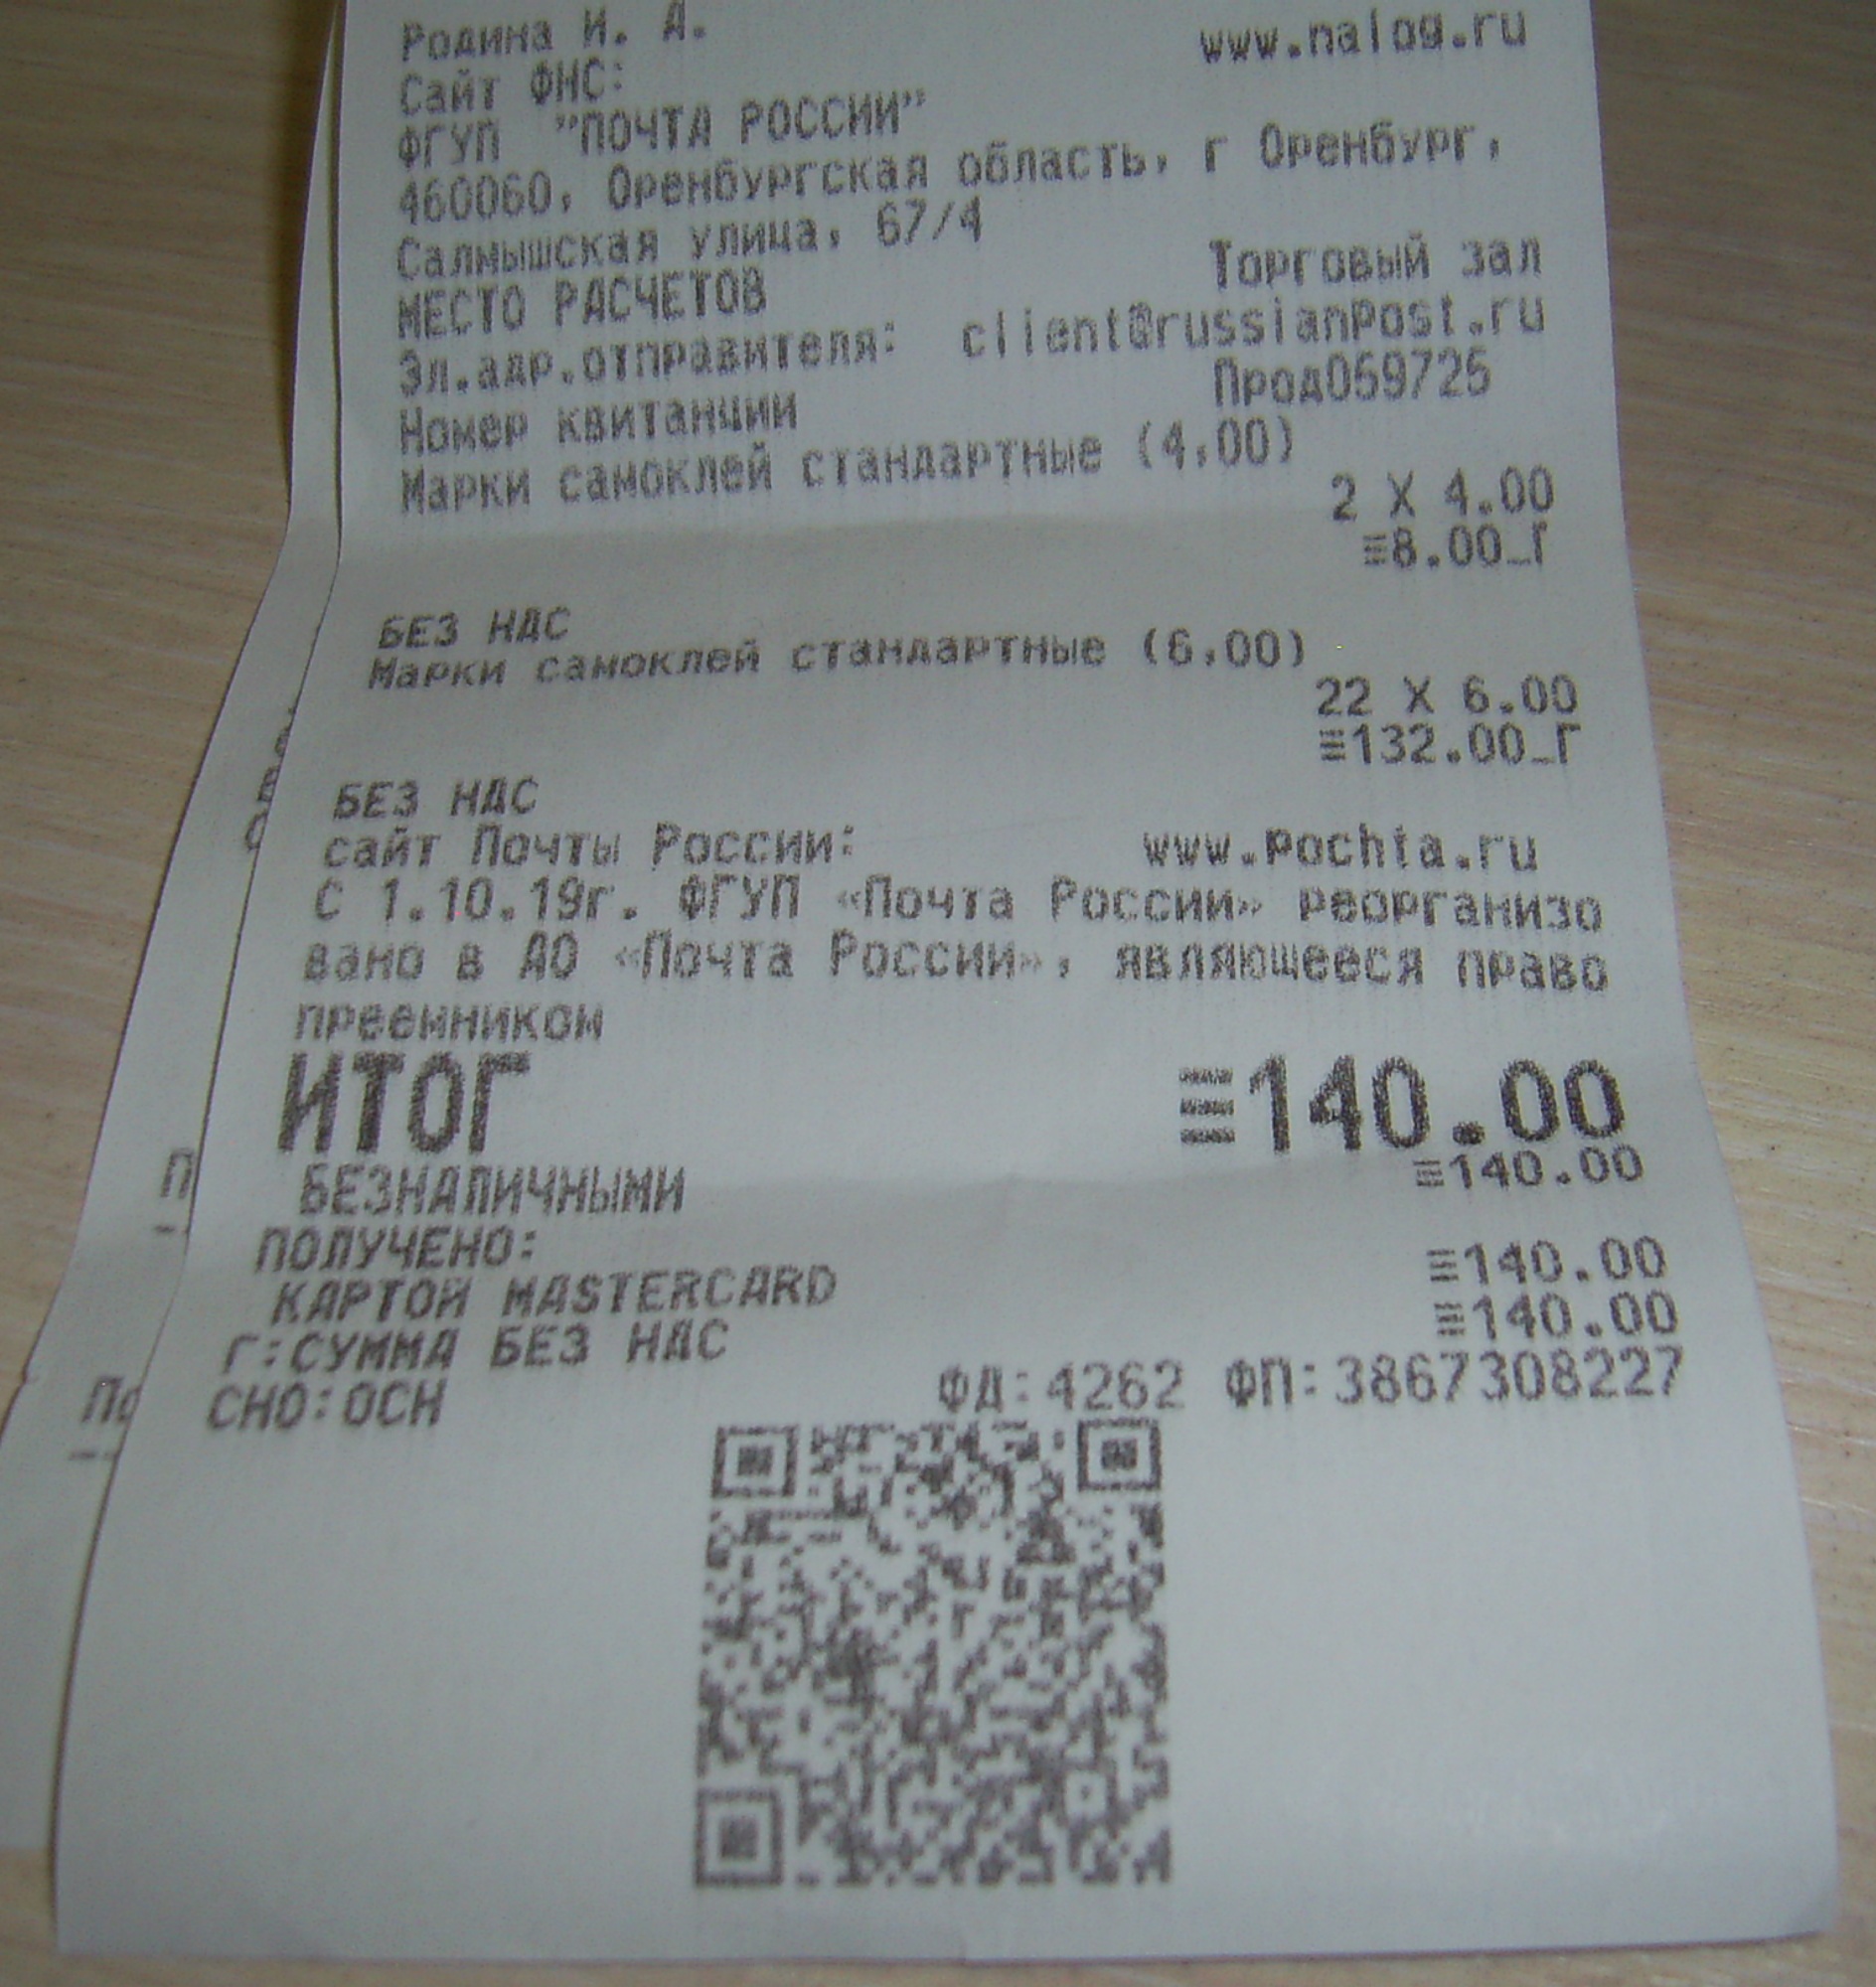 Родина И. А.
Сайт ФНС: www.nalog.ru
ФГУП "ПОЧТА РОССИИ"
460060, Оренбургская область, г Оренбург,
Салмышская улица, 67/4
МЕСТО РАСЧЕТОВ Торговый зал
Эл.адр.отправителя: client@russianpost.ru
Номер квитанции Прод059726
Марки самоклей стандартные (4,00)
2 X 4.00
≡8.00_Г
БЕЗ НДС
Марки самоклей стандартные (6,00)
22 X 6.00
≡132.00_Г
БЕЗ НДС
сайт Почты России: www.pochta.ru
С 1.10.19г. ФГУП «Почта России» реорганизо
вано в АО «Почта России», являющееся право
преемником
ИТОГ ≡140.00
БЕЗНАЛИЧНЫМИ ≡140.00
ПОЛУЧЕНО:
КАРТОЙ MASTERCARD ≡140.00
Г:СУММА БЕЗ НДС ≡140.00
СНО:ОСН ФД:4262 ФП:3867308227